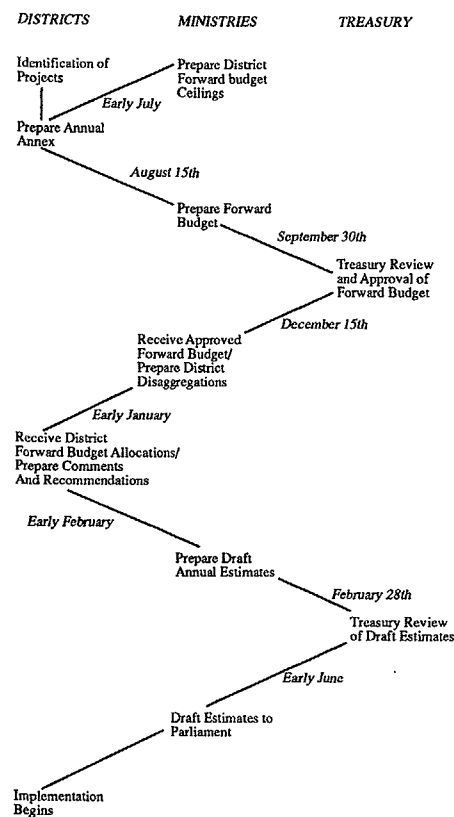 DISTRICTS MINISTRIES TREASURY
Identification of
Projects
Prepare District
Forward budget
Ceilings
Early July
Prepare Annual
Annex
August 15th
Prepare Forward
Budget
September 30th
Treasury Review
and Approval of
Forward Budget
December 15th
Receive Approved
Forward Budget/
Prepare District
Disaggregations
Early January
Receive District
Forward Budget Allocations/
Prepare Comments
And Recommendations
Early February
Prepare Draft
Annual Estimates
February 28th
Treasury Review
of Draft Estimates
Early June
Draft Estimates to
Parliament
Implementation
Begins